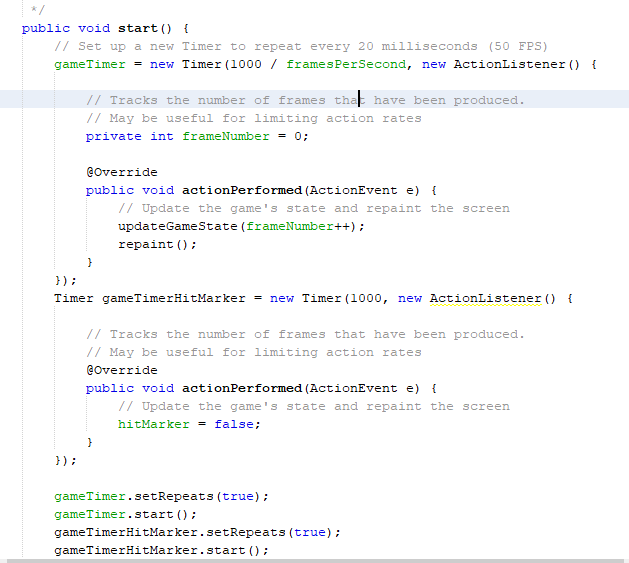 */
public void start() {
// Set up a new Timer to repeat every 20 milliseconds (50 FPS)
gameTimer = new Timer(1000 / framesPerSecond, new ActionListener() {
// Tracks the number of frames that have been produced.
// May be useful for limiting action rates
private int frameNumber = 0;
@Override
public void actionPerformed(ActionEvent e) {
// Update the game's state and repaint the screen
updateGameState(frameNumber++);
repaint();
}
});
Timer gameTimerHitMarker = new Timer(1000, new ActionListener() {
// Tracks the number of frames that have been produced.
// May be useful for limiting action rates
@Override
public void actionPerformed(ActionEvent e) {
// Update the game's state and repaint the screen
hitMarker = false;
}
});
gameTimer.setRepeats(true);
gameTimer.start();
gameTimerHitMarker.setRepeats(true);
gameTimerHitMarker.start();